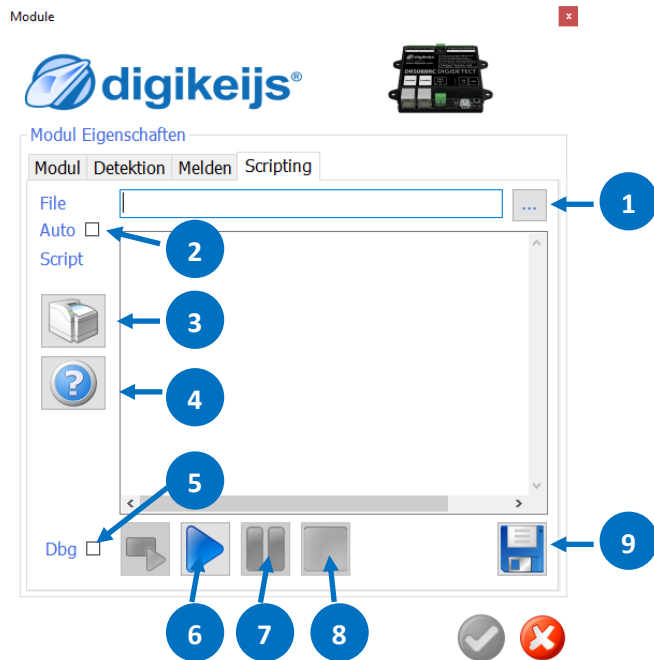 Module
x
digikeijs®
DR5088RC DIGIDETECT
Modul Eigenschaften
Modul Detektion Melden Scripting
File ... 1
Auto 2
Script
3
?
4
5
Dbg 9
6 7 8